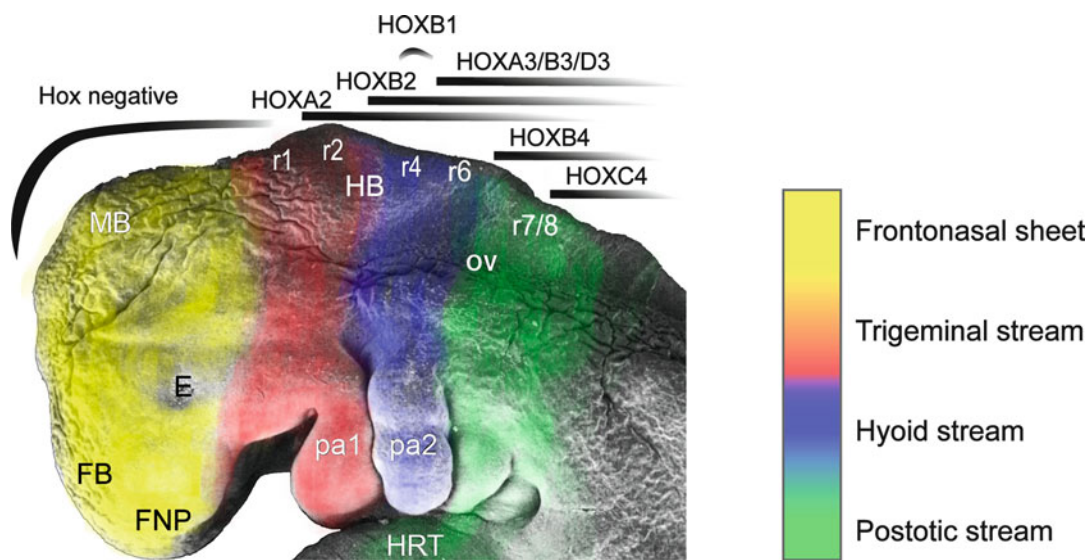 HOXB1
HOXA3/B3/D3
HOXB2
Hox negative
HOXA2
HOXB4
HOXC4
r1
r2
r4
r6
HB
MB
r7/8
ov
E
pa1
pa2
FB
FNP
HRT
Frontonasal sheet
Trigeminal stream
Hyoid stream
Postotic stream